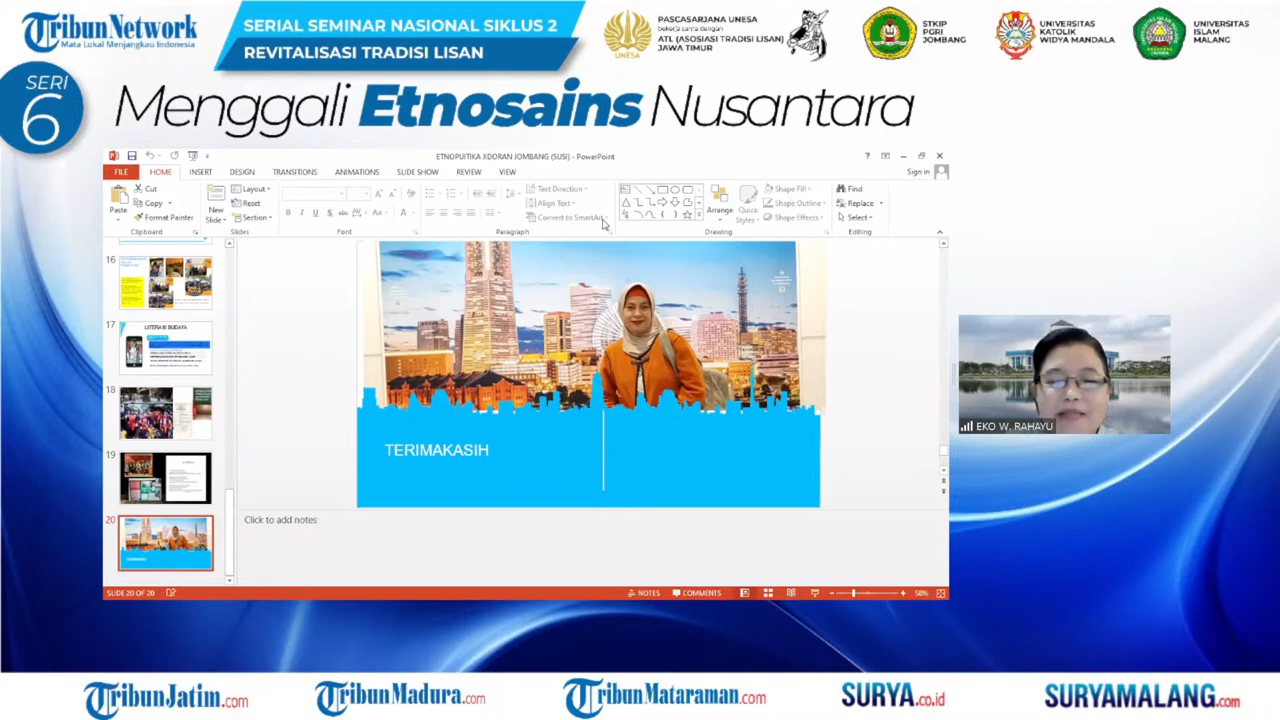 Tribun Network
Mata Lokal Menjangkau Indonesia
SERIAL SEMINAR NASIONAL SIKLUS 2
REVITALISASI TRADISI LISAN
UNESA
PASCASARJANA UNESA
bekerja sama dengan
ATL (ASOSIASI TRADISI LISAN)
JAWA TIMUR
STKIP
PGRI
JOMBANG
UNIVERSITAS
KATOLIK
WIDYA MANDALA
UNIVERSITAS
ISLAM
MALANG
SERI
6
Menggali Etnosains Nusantara
ETNOPUITIKA JIDORAN JOMBANG (SUSI) - PowerPoint
FILE HOME INSERT DESIGN TRANSITIONS ANIMATIONS SLIDE SHOW REVIEW VIEW Sign in
Paste
Cut
Copy
Format Painter
Clipboard
New
Slide
Layout
Reset
Section
Slides
Font
Text Direction
Align Text
Convert to SmartArt
Paragraph
Arrange
Quick
Styles
Shape Fill
Shape Outline
Shape Effects
Drawing
Find
Replace
Select
Editing
16
17
LITERASI BUDAYA
18
19
20
TERIMAKASIH
Click to add notes
EKO W. RAHAYU
SLIDE 20 OF 20
NOTES COMMENTS 58%
TribunJatim.com
TribunMadura.com
TribunMataraman.com
SURYA.co.id
SURYAMALANG.com